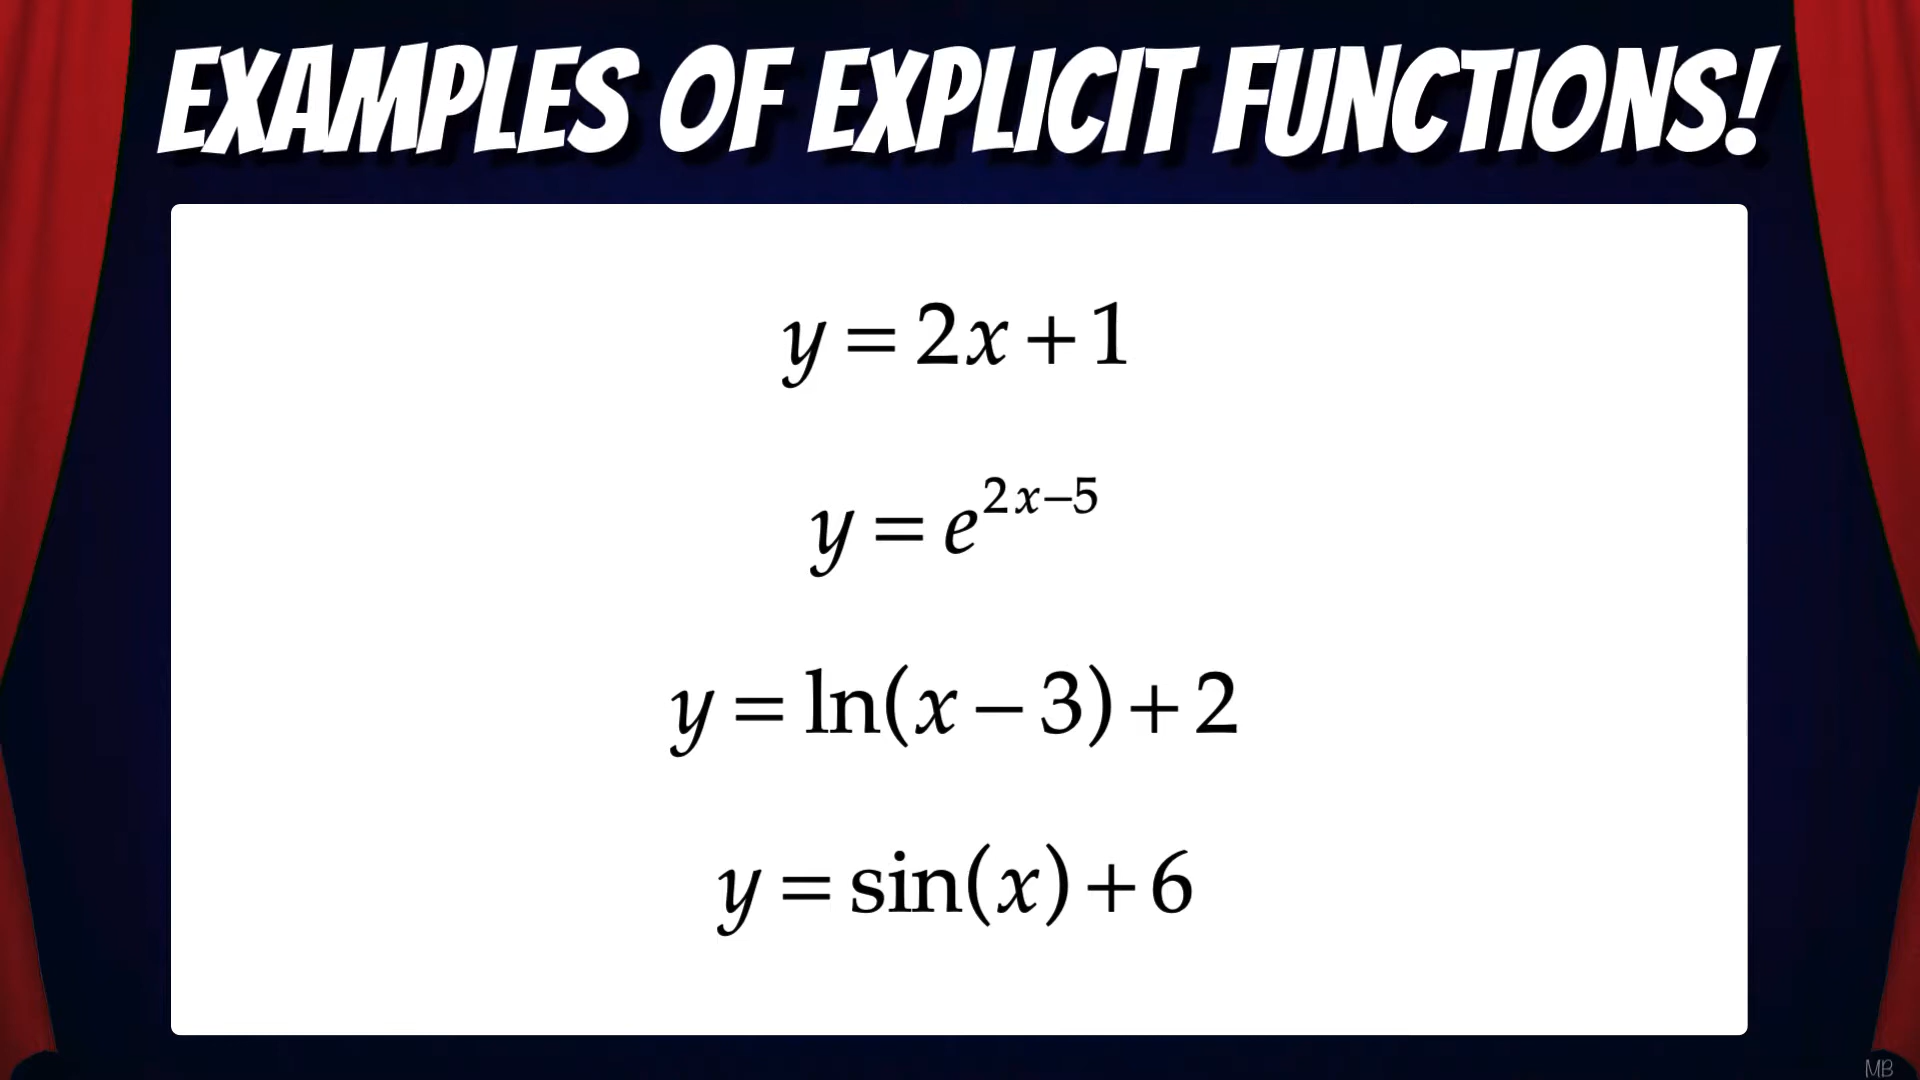 EXAMPLES OF EXPLICIT FUNCTIONS!
y = 2x + 1
y = e^{2x−5}
y = ln(x − 3) + 2
y = sin(x) + 6
MB